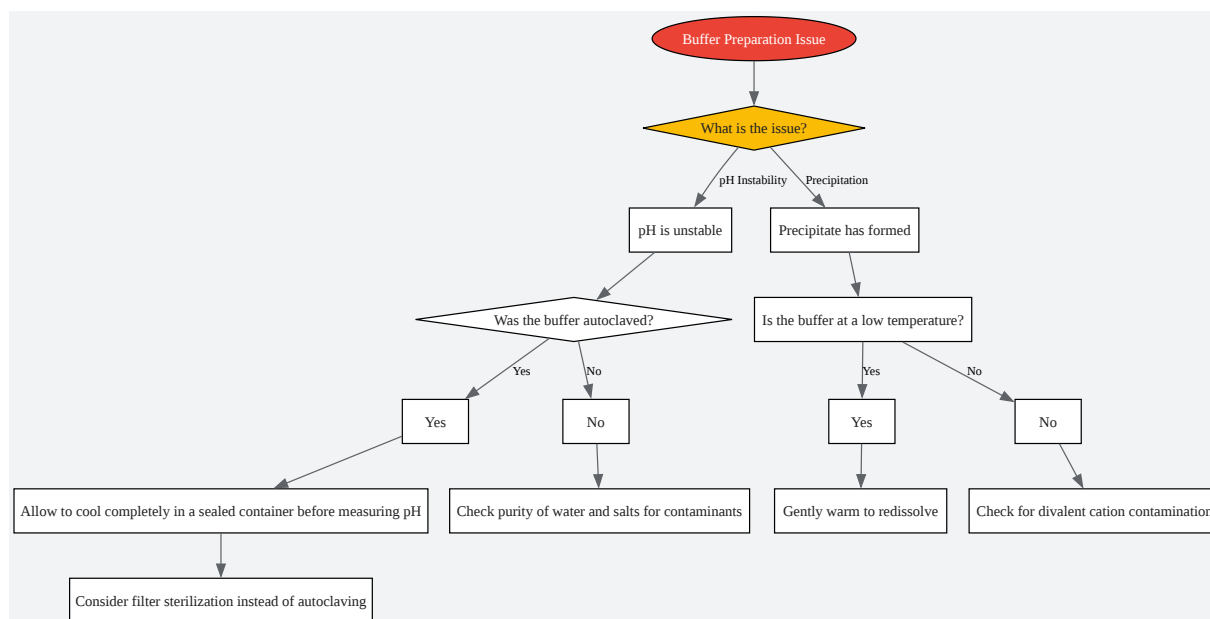 Buffer Preparation Issue
What is the issue?
pH Instability
Precipitation
pH is unstable
Precipitate has formed
Was the buffer autoclaved?
Is the buffer at a low temperature?
Yes
No
Yes
No
Yes
No
Yes
No
Allow to cool completely in a sealed container before measuring pH
Check purity of water and salts for contaminants
Gently warm to redissolve
Check for divalent cation contamination
Consider filter sterilization instead of autoclaving